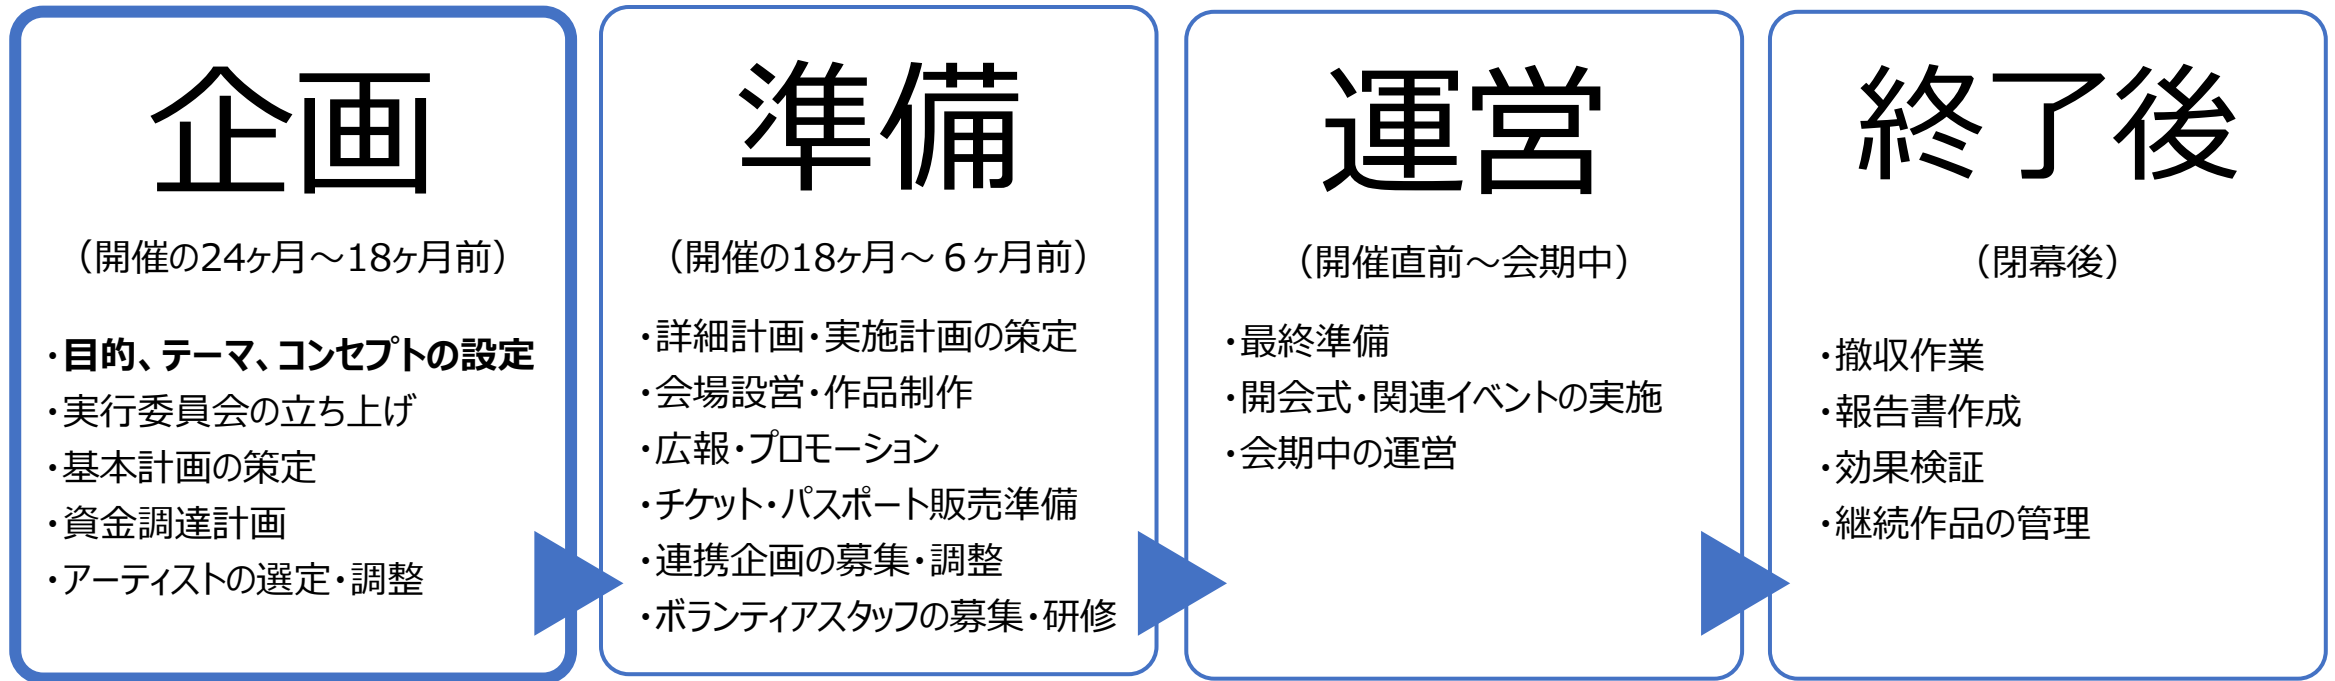 企画
（開催の24ヶ月～18ヶ月前）
・目的、テーマ、コンセプトの設定
・実行委員会の立ち上げ
・基本計画の策定
・資金調達計画
・アーティストの選定・調整
準備
（開催の18ヶ月～６ヶ月前）
・詳細計画・実施計画の策定
・会場設営・作品制作
・広報・プロモーション
・チケット・パスポート販売準備
・連携企画の募集・調整
・ボランティアスタッフの募集・研修
運営
（開催直前～会期中）
・最終準備
・開会式・関連イベントの実施
・会期中の運営
終了後
（閉幕後）
・撤収作業
・報告書作成
・効果検証
・継続作品の管理